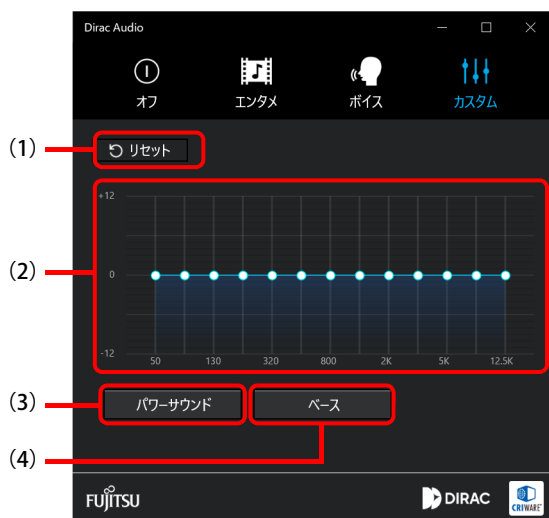 Dirac Audio
オフ
エンタメ
ボイス
カスタム
(1)
リセット
(2)
+12
0
-12
50 130 320 800 2K 5K 12.5K
(3)
パワーサウンド
ベース
(4)
FUJITSU
DIRAC
CRIWARE